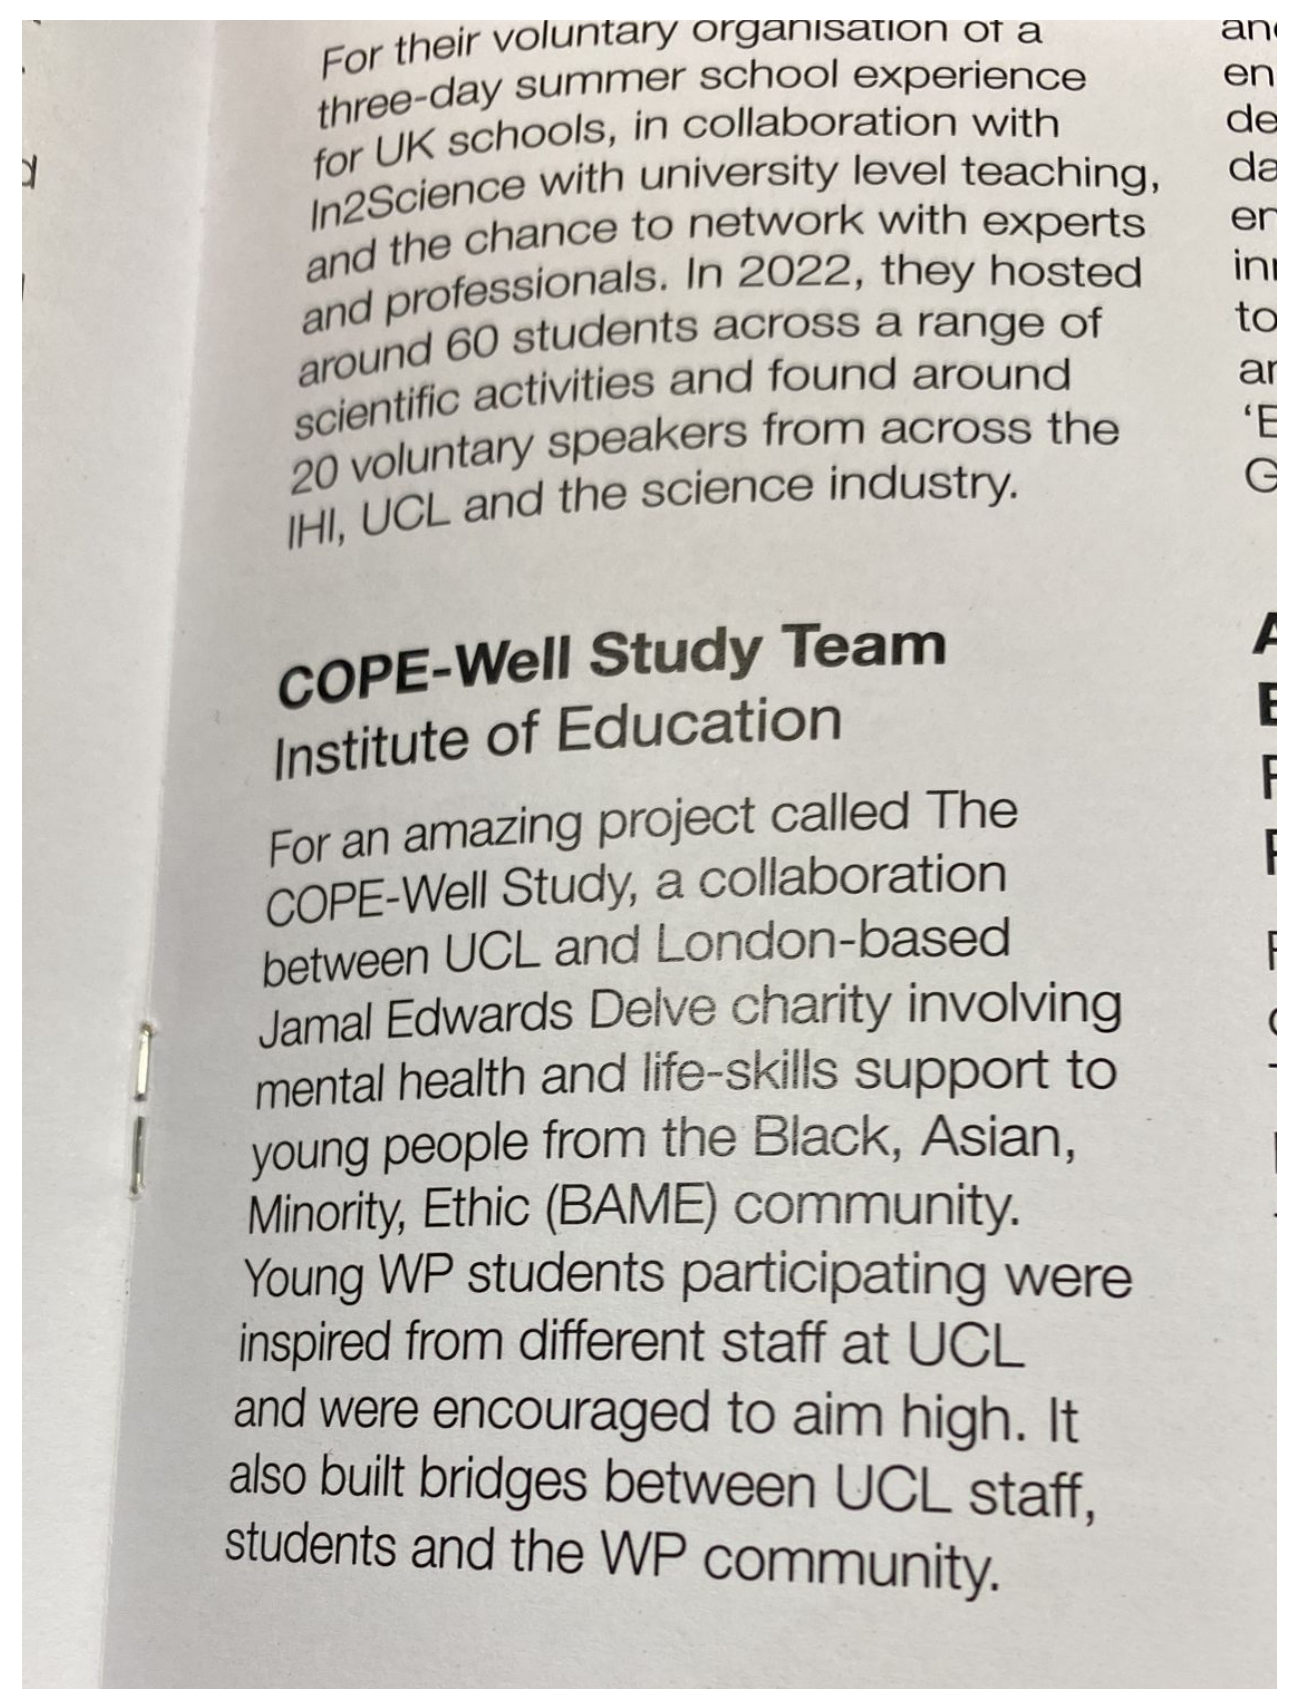 For their voluntary organisation of a
three-day summer school experience
for UK schools, in collaboration with
In2Science with university level teaching,
and the chance to network with experts
and professionals. In 2022, they hosted
around 60 students across a range of
scientific activities and found around
20 voluntary speakers from across the
IHI, UCL and the science industry.
COPE-Well Study Team
Institute of Education
For an amazing project called The
COPE-Well Study, a collaboration
between UCL and London-based
Jamal Edwards Delve charity involving
mental health and life-skills support to
young people from the Black, Asian,
Minority, Ethic (BAME) community.
Young WP students participating were
inspired from different staff at UCL
and were encouraged to aim high. It
also built bridges between UCL staff,
students and the WP community.